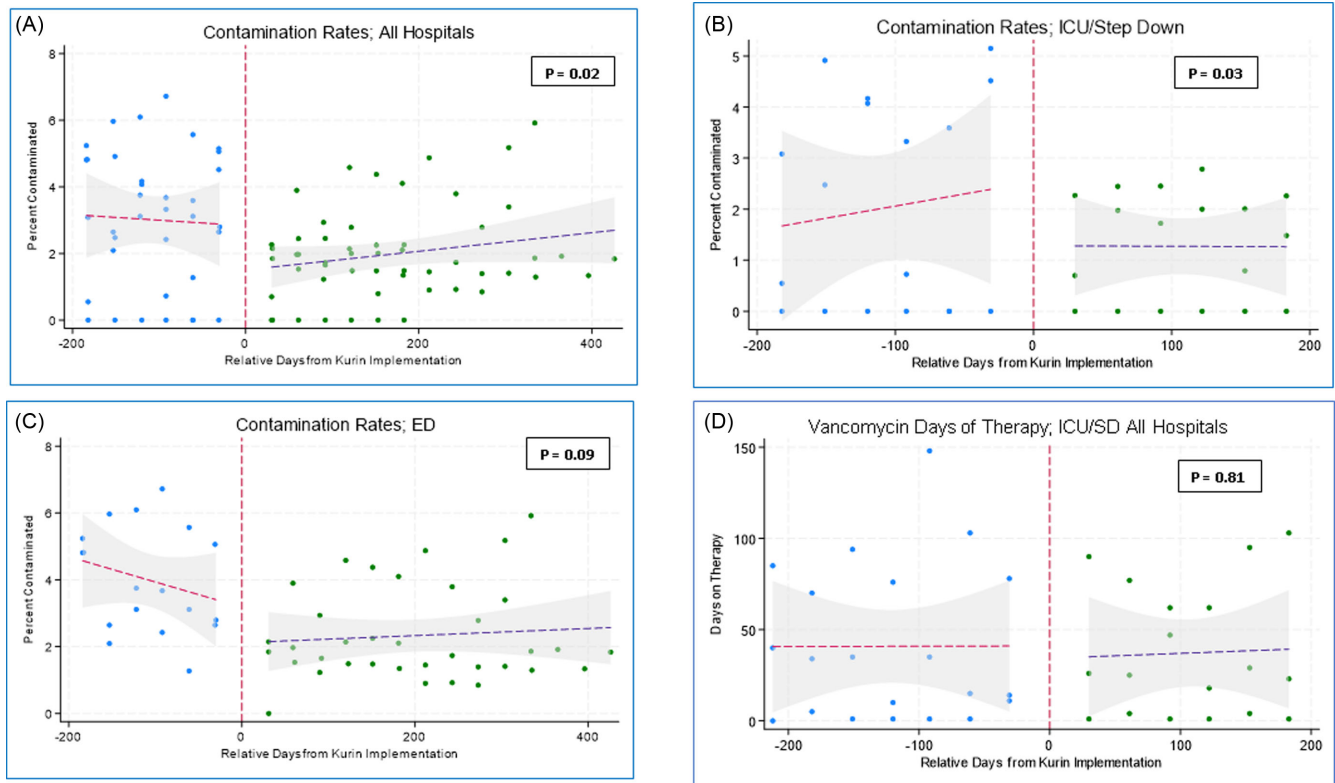 (A)
Contamination Rates; All Hospitals
P = 0.02
Percent Contaminated
8
6
4
2
0
-200 0 200 400
Relative Daysfrom Kurin Implementation
(B)
Contamination Rates; ICU/Step Down
P = 0.03
Percent Contaminated
5
4
3
2
1
0
-200 -100 0 100 200
Relative Days from Kurin Implementation
(C)
Contamination Rates; ED
P = 0.09
Percent Contaminated
8
6
4
2
0
-200 0 200 400
Relative Daysfrom Kurin Implementation
(D)
Vancomycin Days of Therapy; ICU/SD All Hospitals
P = 0.81
Days on Therapy
150
100
50
0
-200 -100 0 100 200
Relative Days from Kurin Implementation